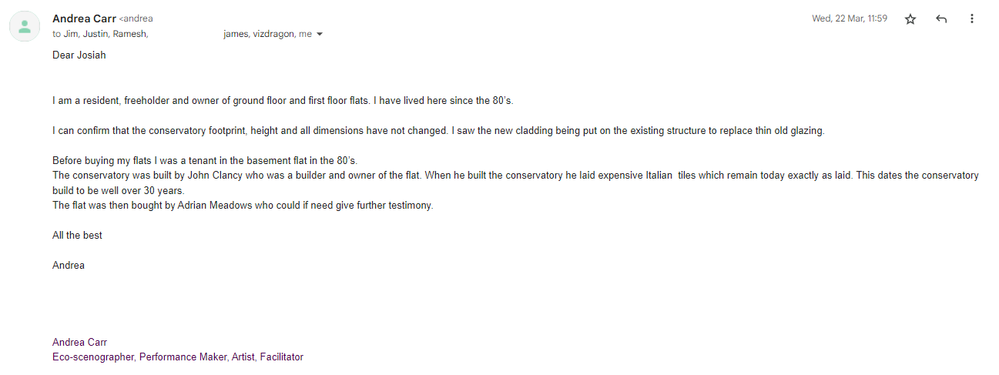 Andrea Carr <andrea
Wed, 22 Mar, 11:59
to Jim, Justin, Ramesh, james, vizdragon, me
Dear Josiah
I am a resident, freeholder and owner of ground floor and first floor flats. I have lived here since the 80's.
I can confirm that the conservatory footprint, height and all dimensions have not changed. I saw the new cladding being put on the existing structure to replace thin old glazing.
Before buying my flats I was a tenant in the basement flat in the 80's.
The conservatory was built by John Clancy who was a builder and owner of the flat. When he built the conservatory he laid expensive Italian  tiles which remain today exactly as laid. This dates the conservatory
build to be well over 30 years.
The flat was then bought by Adrian Meadows who could if need give further testimony.
All the best
Andrea
Andrea Carr
Eco-scenographer, Performance Maker, Artist, Facilitator